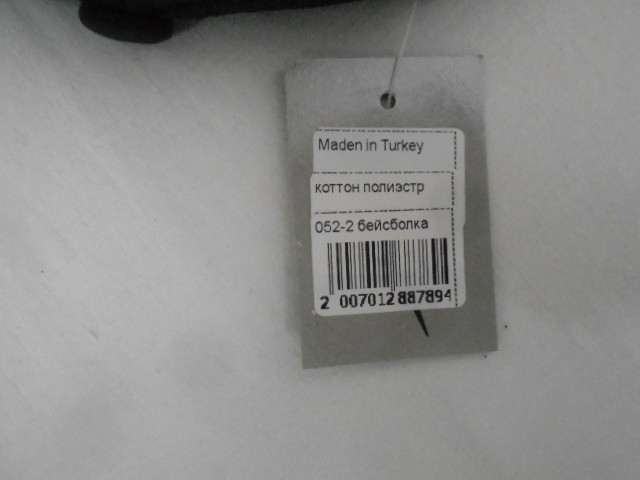 Maden in Turkey
коттон полиэстр
052-2 бейсболка
2 007012 887894